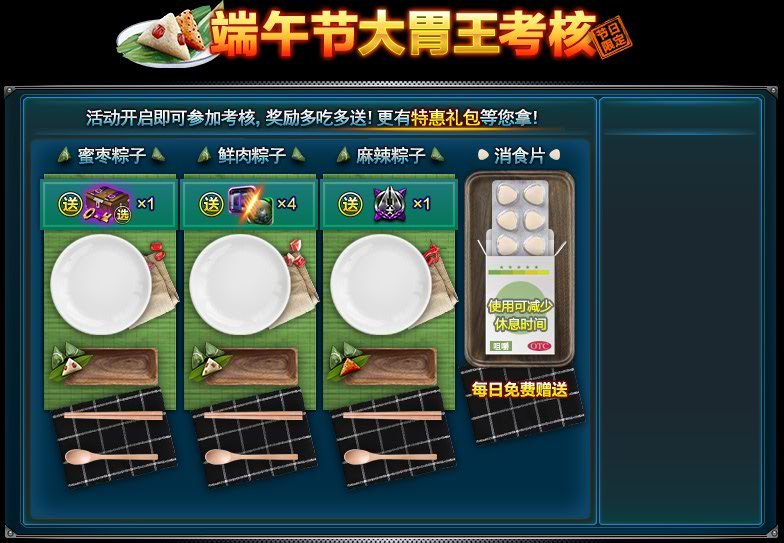 端午节大胃王考核
节日
限定
活动开启即可参加考核, 奖励多吃多送! 更有特惠礼包等您拿!
蜜枣粽子 鲜肉粽子 麻辣粽子 消食片
送 选 ×1 送 ×4 送 ×1
使用可减少
休息时间
咀嚼 OTC
每日免费赠送